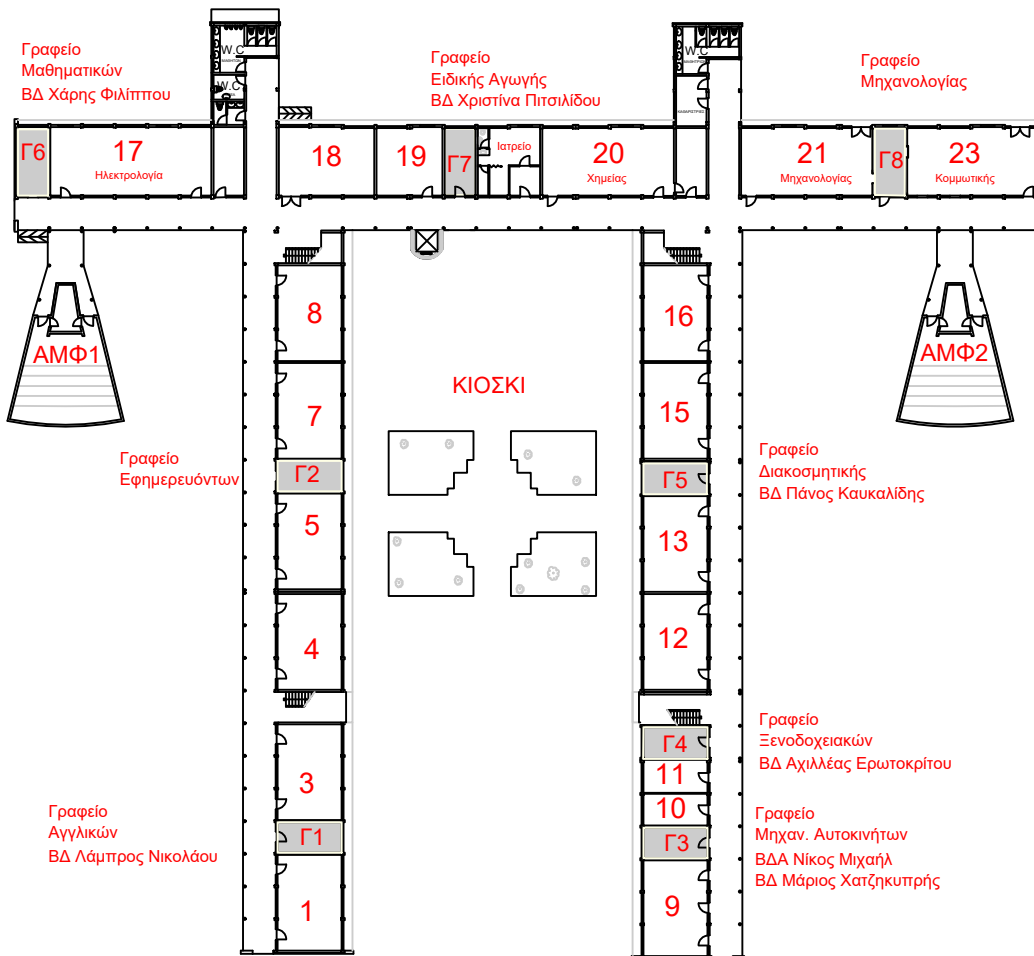 Γραφείο
Μαθηματικών
ΒΔ Χάρης Φιλίππου
W.C
W.C
Γραφείο
Ειδικής Αγωγής
ΒΔ Χριστίνα Πιτσιλίδου
W.C
Γραφείο
Μηχανολογίας
Γ6
17
Ηλεκτρολογία
18
19
Γ7
Ιατρείο
20
Χημείας
21
Μηχανολογίας
Γ8
23
Κομμωτικής
ΑΜΦ1
8
16
ΑΜΦ2
7
ΚΙΟΣΚΙ
15
Γραφείο
Εφημερευόντων
Γ2
Γ5
Γραφείο
Διακοσμητικής
ΒΔ Πάνος Καυκαλίδης
5
13
4
12
Γραφείο
Ξενοδοχειακών
ΒΔ Αχιλλέας Ερωτοκρίτου
Γ4
3
11
10
Γραφείο
Αγγλικών
ΒΔ Λάμπρος Νικολάου
Γ1
Γ3
Γραφείο
Μηχαν. Αυτοκινήτων
ΒΔΑ Νίκος Μιχαήλ
ΒΔ Μάριος Χατζηκυπρής
1
9